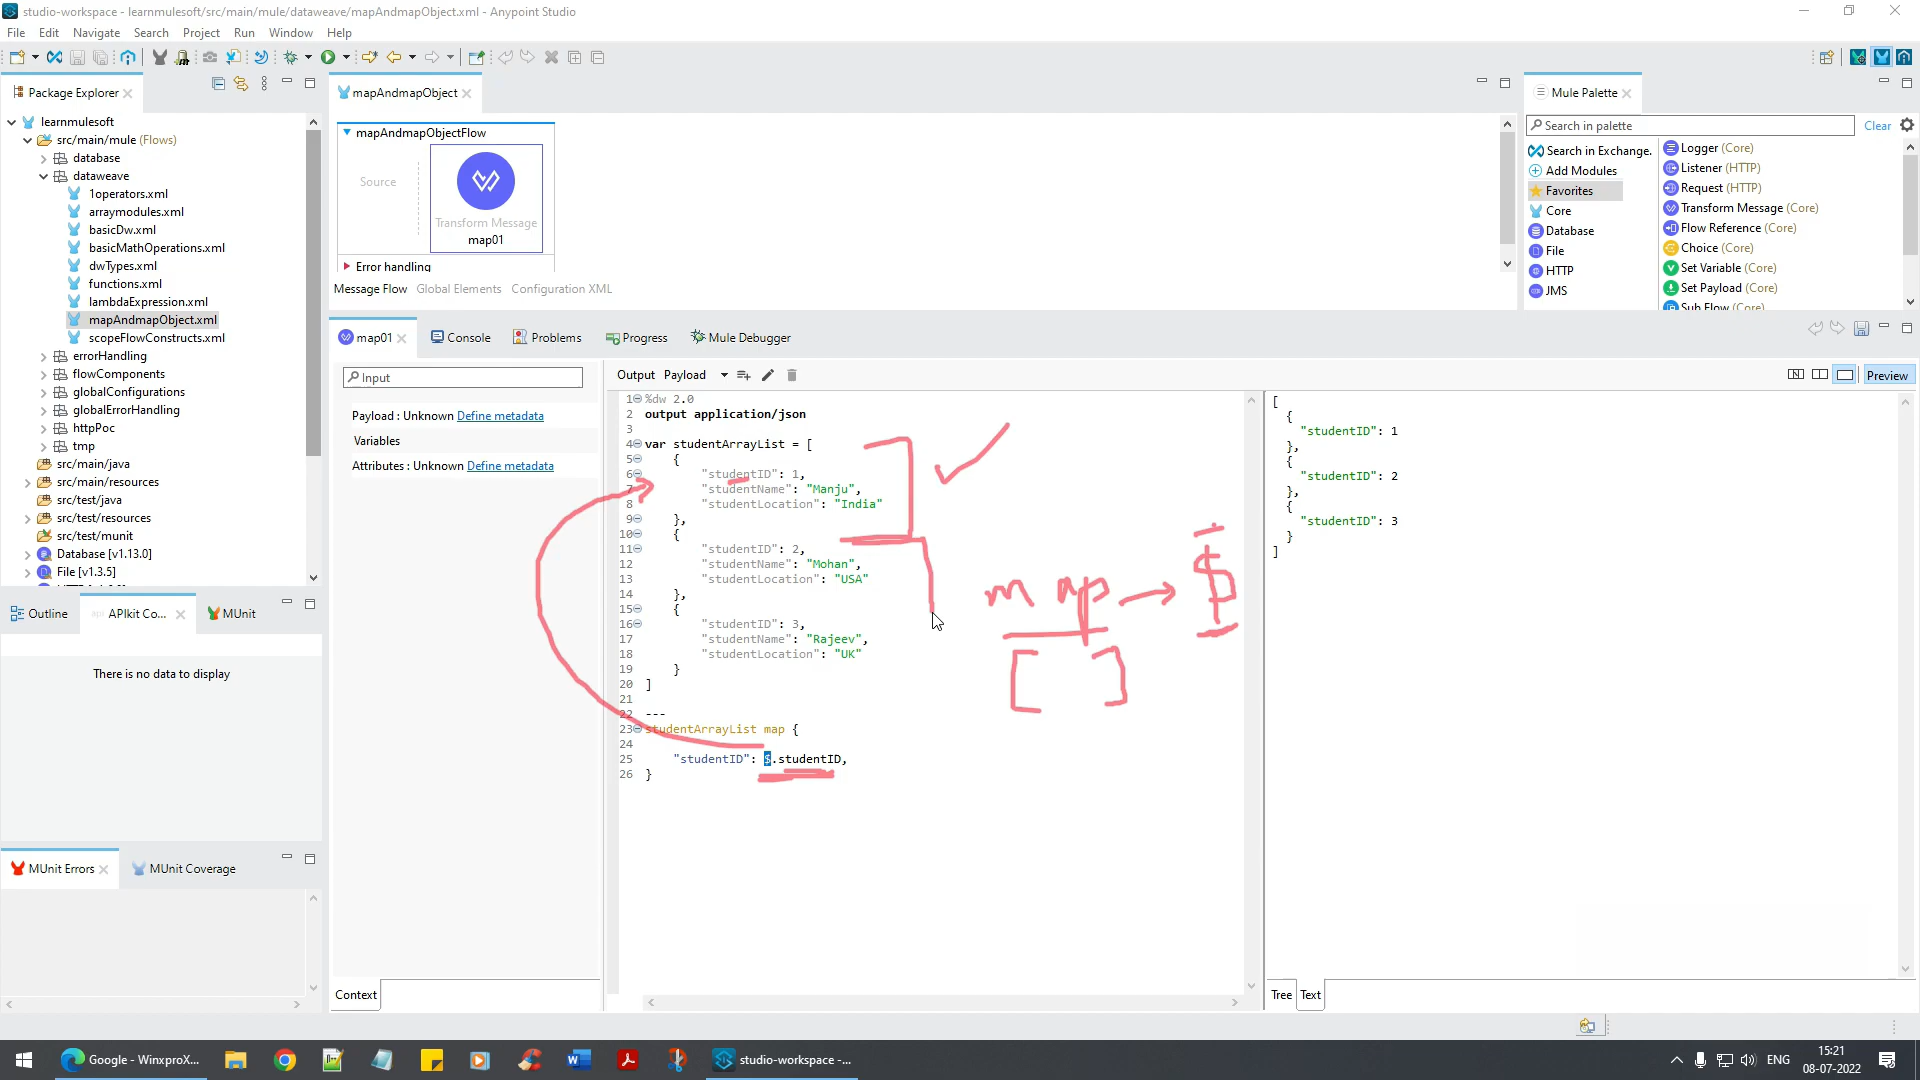 studio-workspace - learnmulesoft/src/main/mule/dataweave/mapAndmapObject.xml - Anypoint Studio
File Edit Navigate Search Project Run Window Help
Package Explorer
learnmulesoft
src/main/mule (Flows)
database
dataweave
1operators.xml
arraymodules.xml
basicDw.xml
basicMathOperations.xml
dwTypes.xml
functions.xml
lambdaExpression.xml
mapAndmapObject.xml
scopeFlowConstructs.xml
errorHandling
flowComponents
globalConfigurations
globalErrorHandling
httpPoc
tmp
src/main/java
src/main/resources
src/test/java
src/test/resources
src/test/munit
Database [v1.13.0]
File [v1.3.5]
Outline APIkit Co... MUnit
There is no data to display
MUnit Errors MUnit Coverage
mapAndmapObject
mapAndmapObjectFlow
Source
Transform Message
map01
Error handling
Message Flow Global Elements Configuration XML
Mule Palette
Search in palette Clear
Search in Exchange.
Add Modules
Favorites
Core
Database
File
HTTP
JMS
Logger (Core)
Listener (HTTP)
Request (HTTP)
Transform Message (Core)
Flow Reference (Core)
Choice (Core)
Set Variable (Core)
Set Payload (Core)
Sub Flow (Core)
map01 Console Problems Progress Mule Debugger
Input
Payload : Unknown Define metadata
Variables
Attributes : Unknown Define metadata
Context
Output Payload Preview
1 %dw 2.0
2 output application/json
3
4 var studentArrayList = [
5 {
6 "studentID": 1,
7 "studentName": "Manju",
8 "studentLocation": "India"
9 },
10 {
11 "studentID": 2,
12 "studentName": "Mohan",
13 "studentLocation": "USA"
14 },
15 {
16 "studentID": 3,
17 "studentName": "Rajeev",
18 "studentLocation": "UK"
19 }
20 ]
21
22 ---
23 studentArrayList map {
24
25 "studentID": $.studentID,
26 }
map → $
[ ]
[
{
"studentID": 1
},
{
"studentID": 2
},
{
"studentID": 3
}
]
Tree Text
Google - WinxproX... studio-workspace -... ENG 15:21
08-07-2022